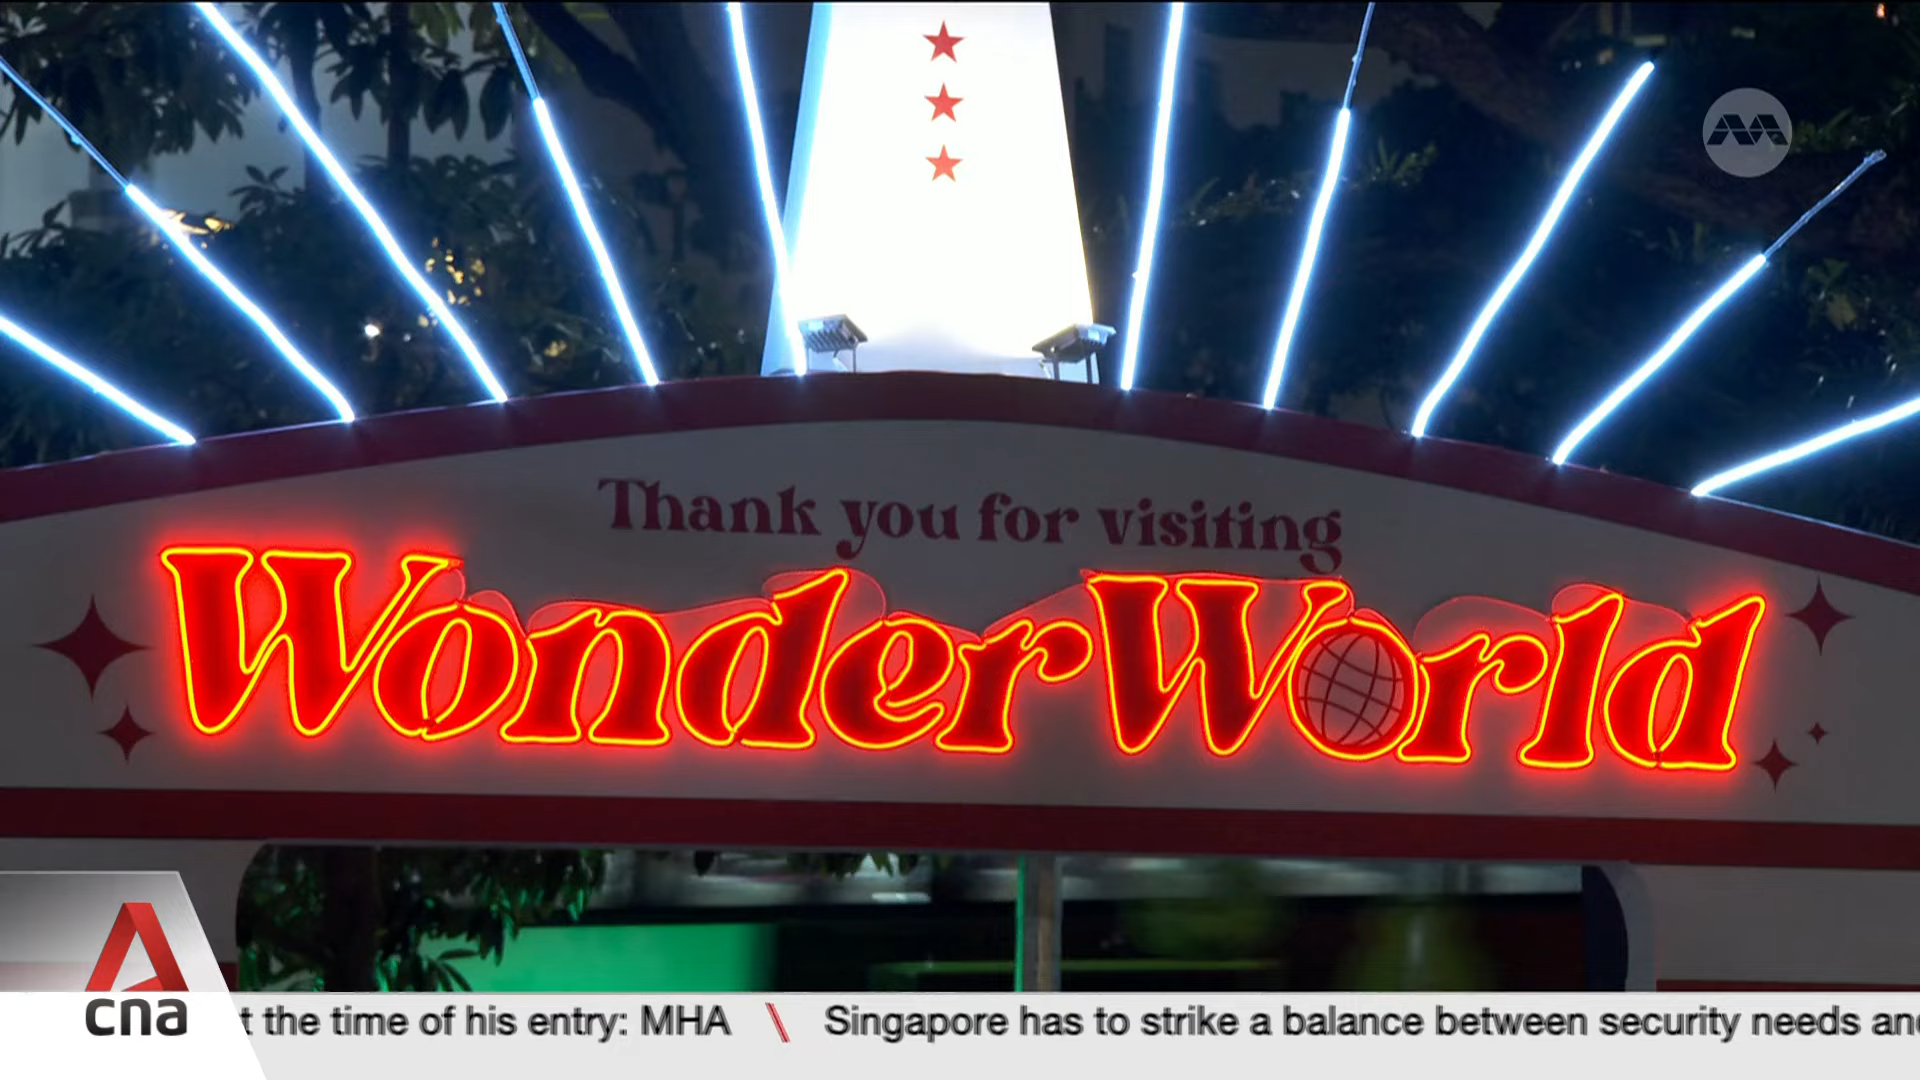 Thank you for visiting
WonderWorld
cna
the time of his entry: MHA \ Singapore has to strike a balance between security needs